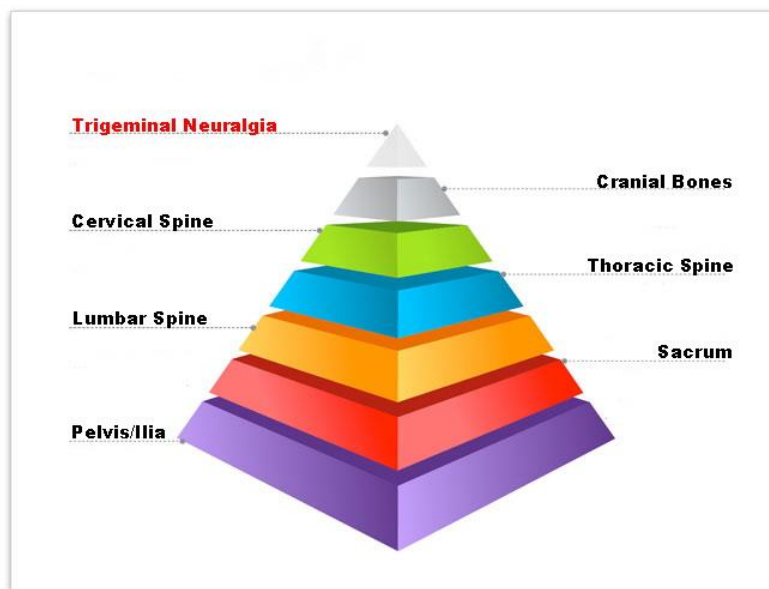 Trigeminal Neuralgia
Cranial Bones
Cervical Spine
Thoracic Spine
Lumbar Spine
Sacrum
Pelvis/Ilia